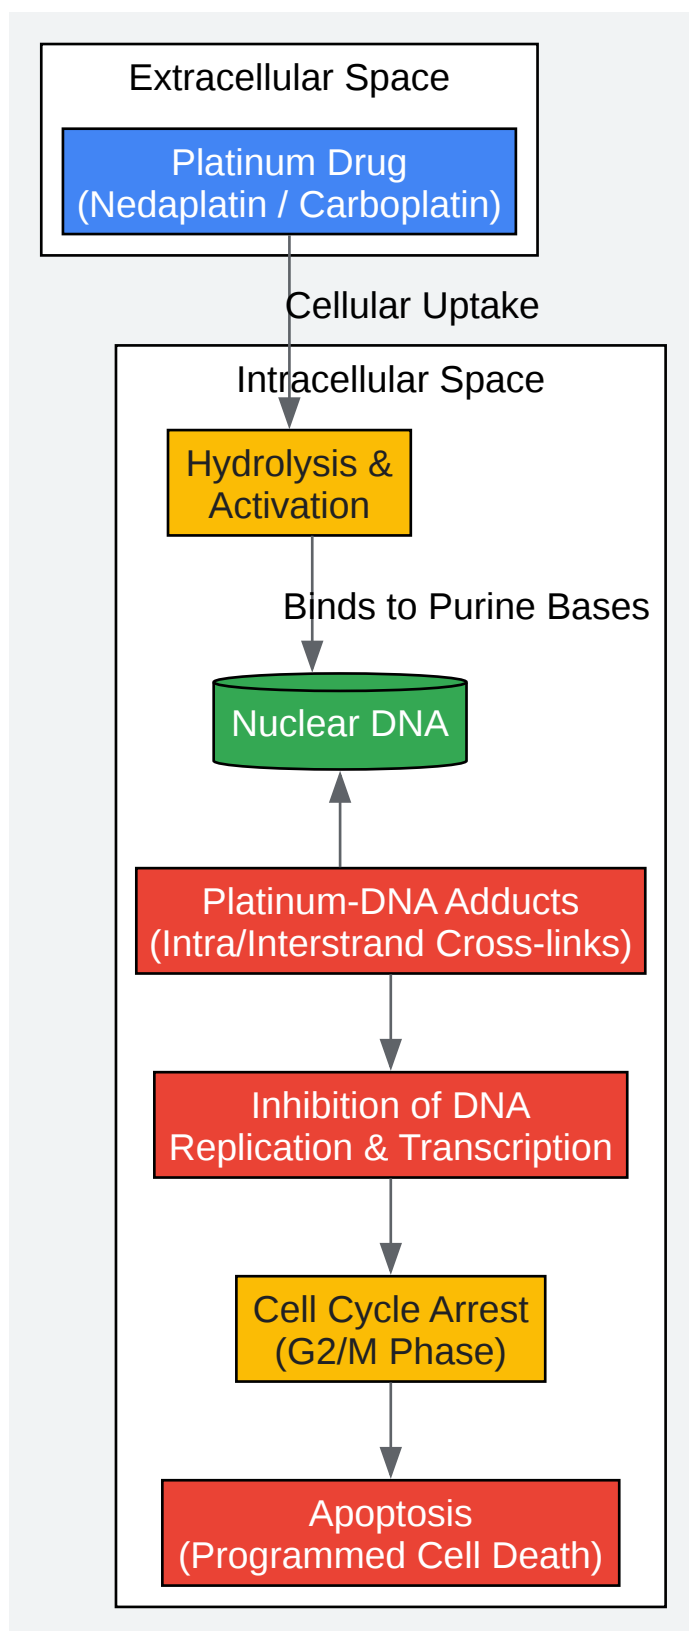 Extracellular Space
Platinum Drug
(Nedaplatin / Carboplatin)
Cellular Uptake
Intracellular Space
Hydrolysis &
Activation
Binds to Purine Bases
Nuclear DNA
Platinum-DNA Adducts
(Intra/Interstrand Cross-links)
Inhibition of DNA
Replication & Transcription
Cell Cycle Arrest
(G2/M Phase)
Apoptosis
(Programmed Cell Death)